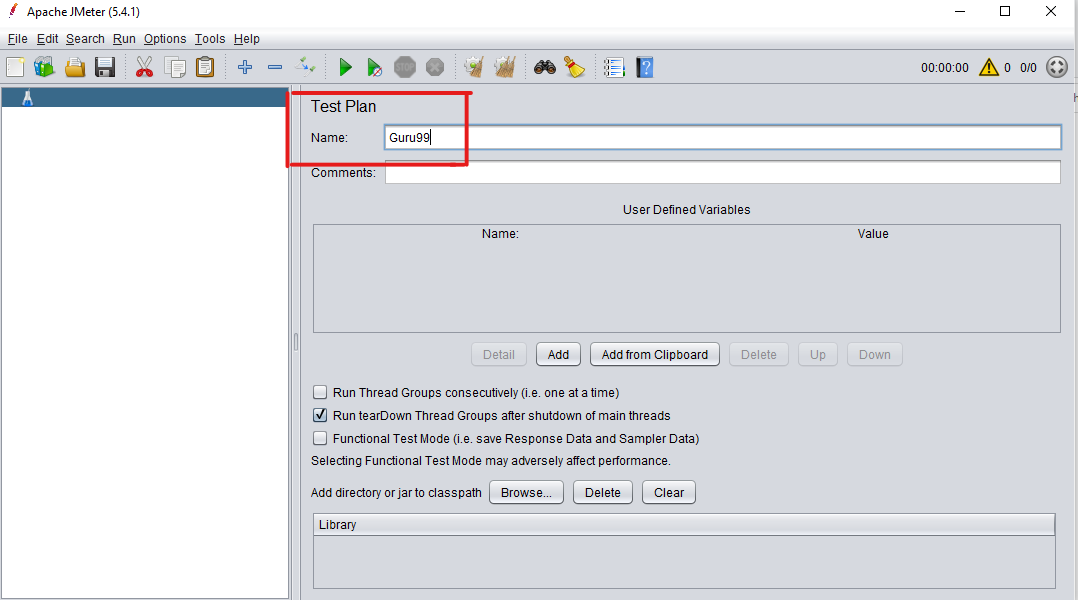 Apache JMeter (5.4.1)
File Edit Search Run Options Tools Help
STOP 00:00:00 0 0/0
Test Plan
Name: Guru99
Comments:
User Defined Variables
Name: Value
Detail Add Add from Clipboard Delete Up Down
Run Thread Groups consecutively (i.e. one at a time)
Run tearDown Thread Groups after shutdown of main threads
Functional Test Mode (i.e. save Response Data and Sampler Data)
Selecting Functional Test Mode may adversely affect performance.
Add directory or jar to classpath Browse... Delete Clear
Library